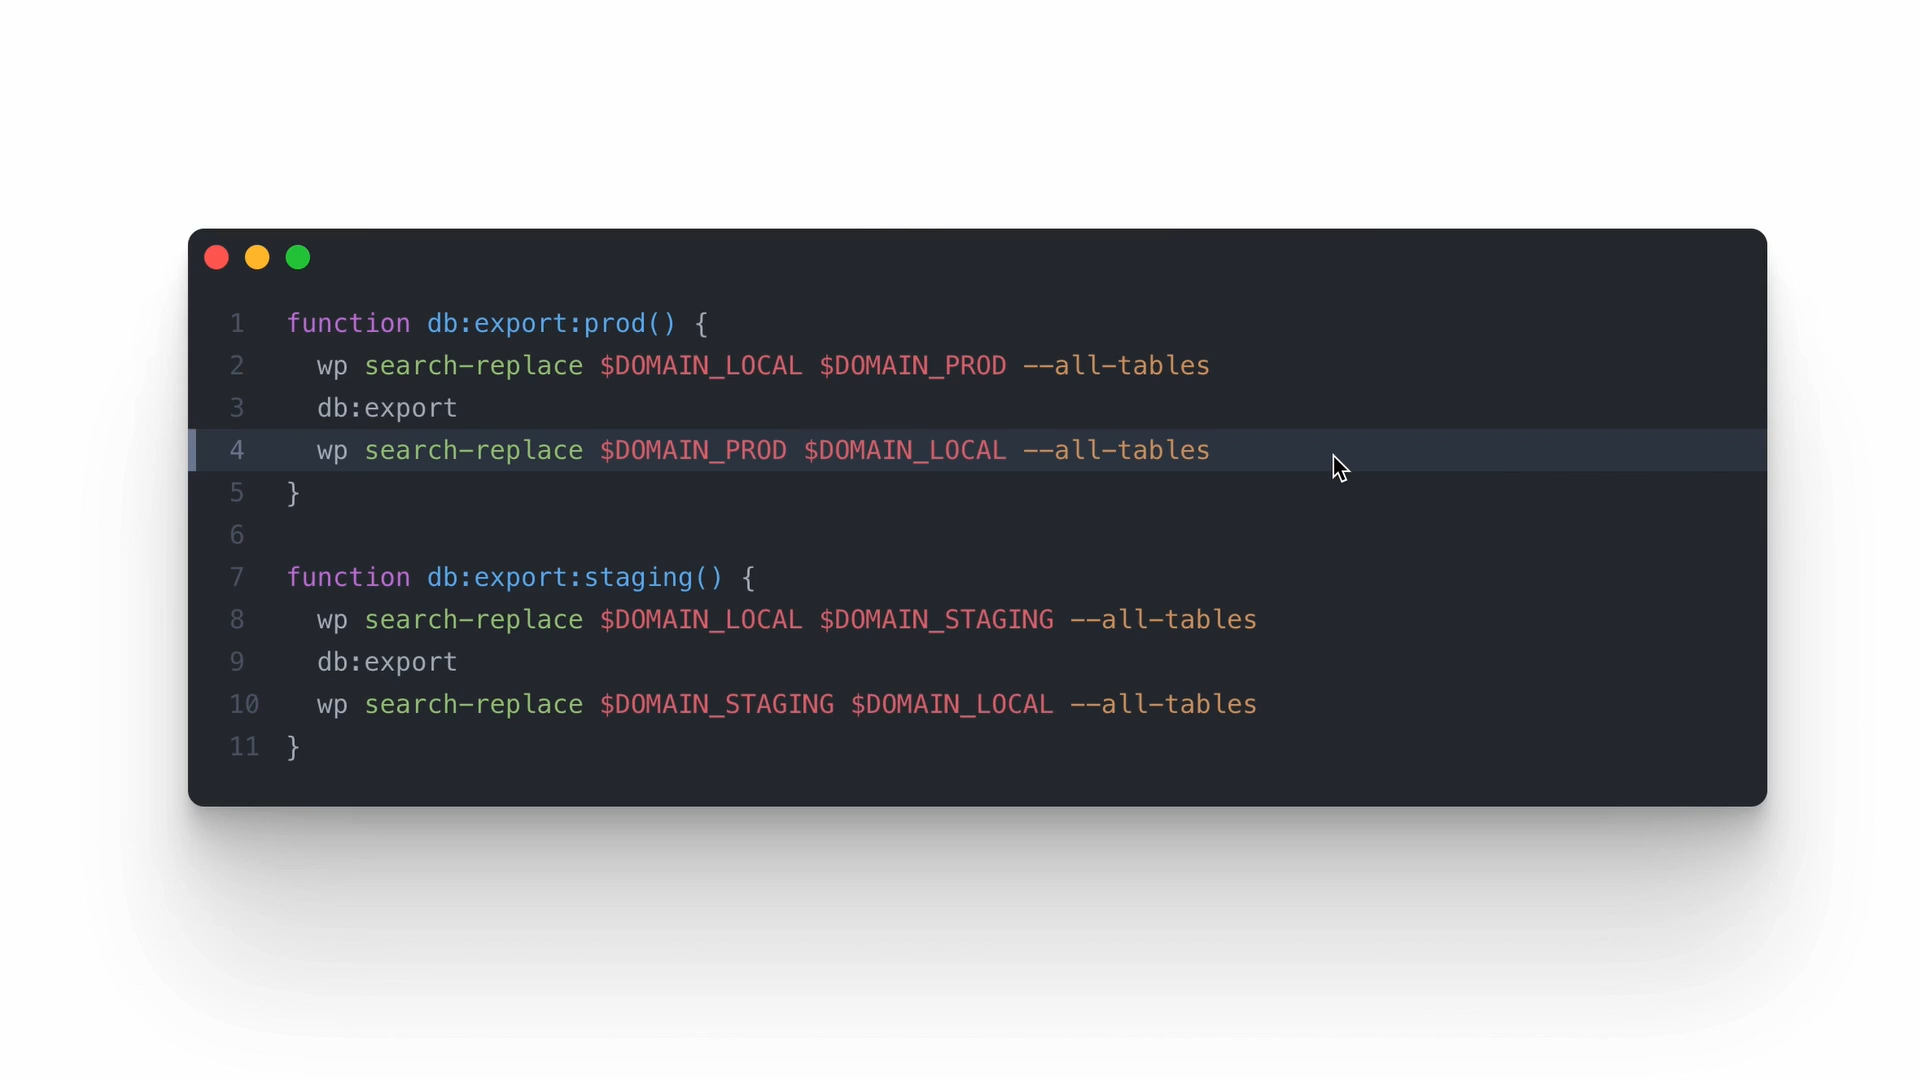 1 function db:export:prod() {
2 wp search-replace $DOMAIN_LOCAL $DOMAIN_PROD --all-tables
3 db:export
4 wp search-replace $DOMAIN_PROD $DOMAIN_LOCAL --all-tables
5 }
6
7 function db:export:staging() {
8 wp search-replace $DOMAIN_LOCAL $DOMAIN_STAGING --all-tables
9 db:export
10 wp search-replace $DOMAIN_STAGING $DOMAIN_LOCAL --all-tables
11 }